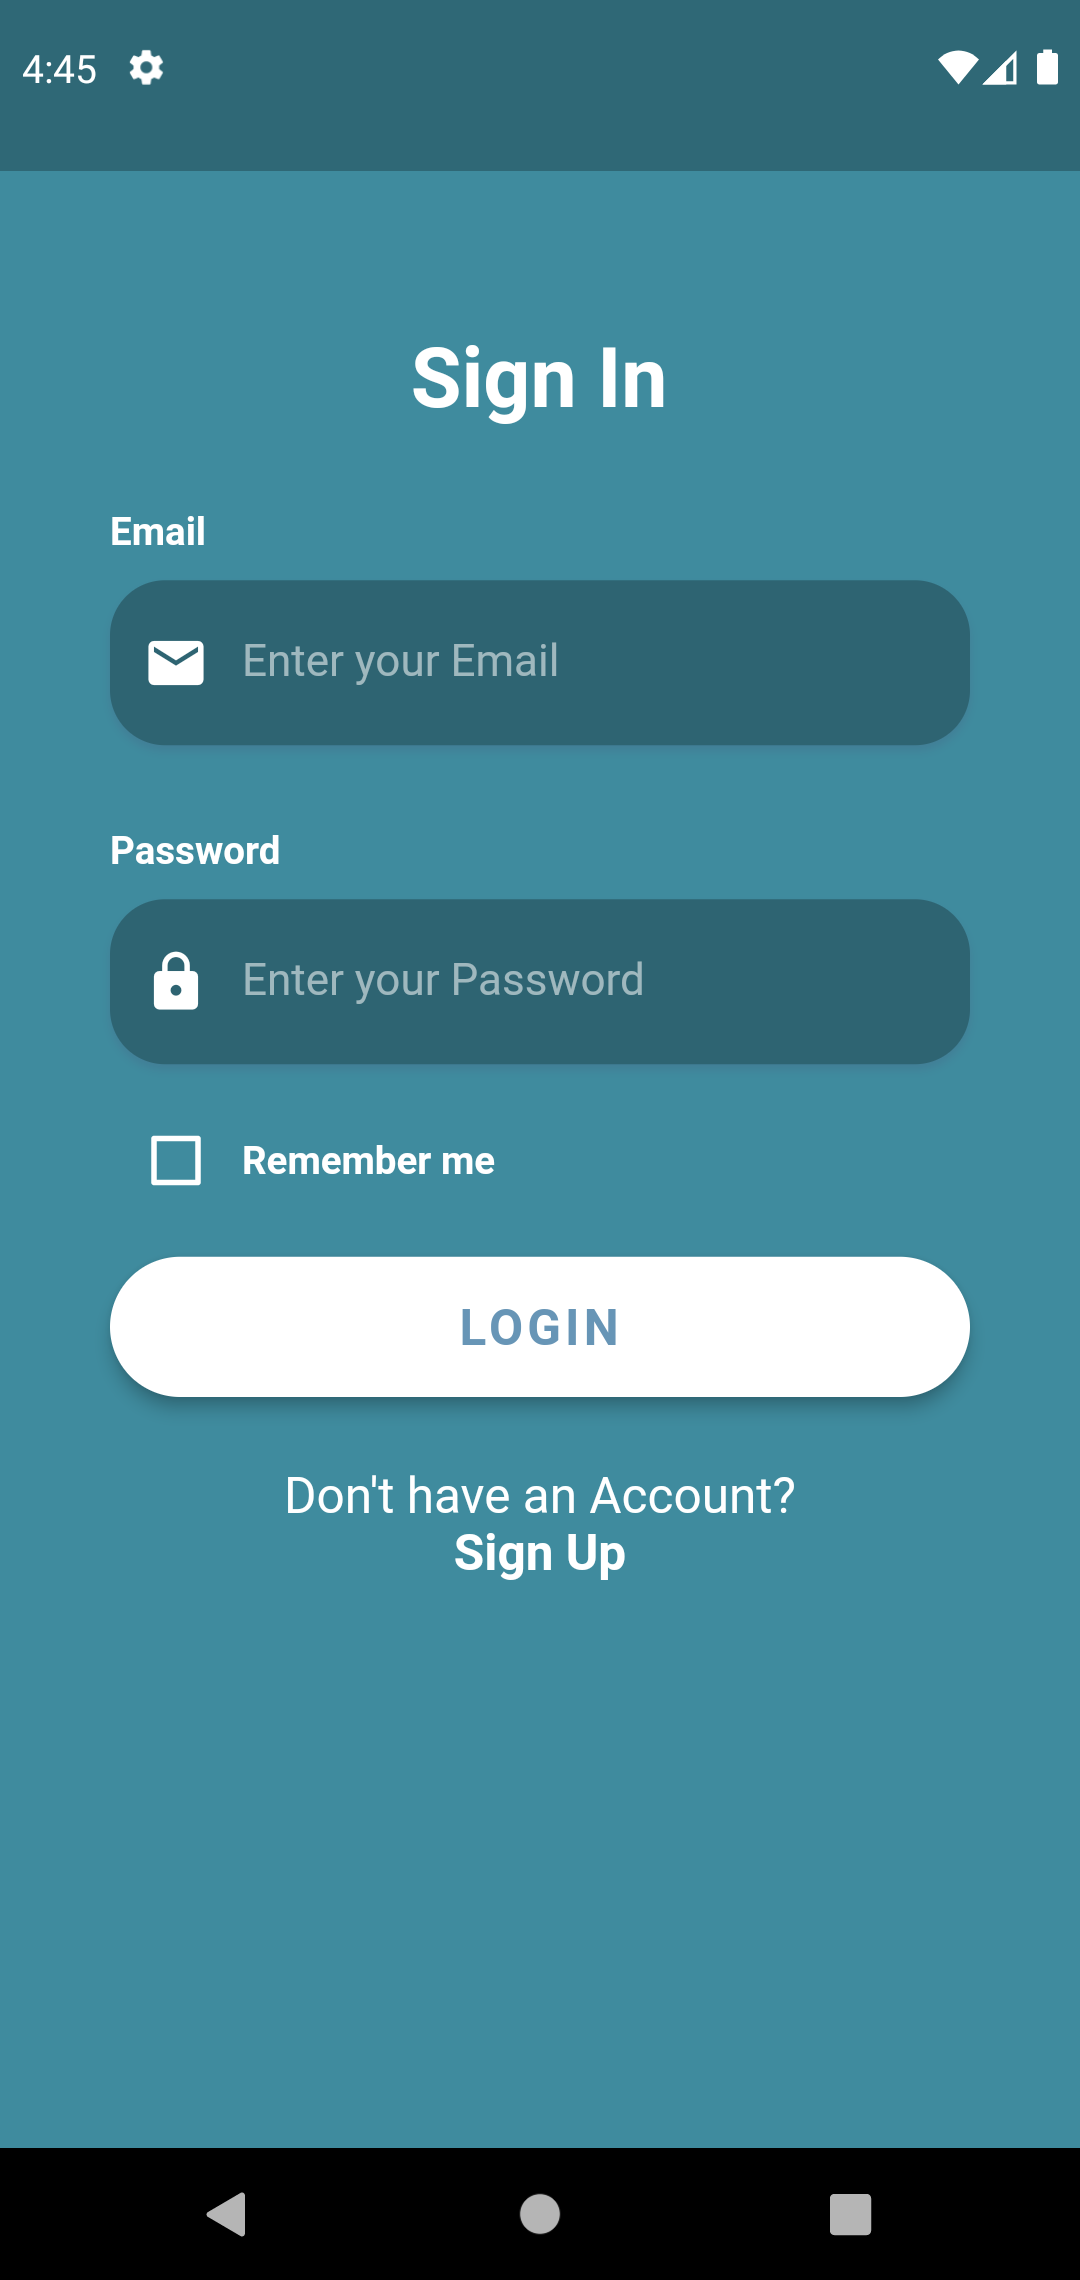 4:45
Sign In
Email
Enter your Email
Password
Enter your Password
Remember me
LOGIN
Don't have an Account?
Sign Up